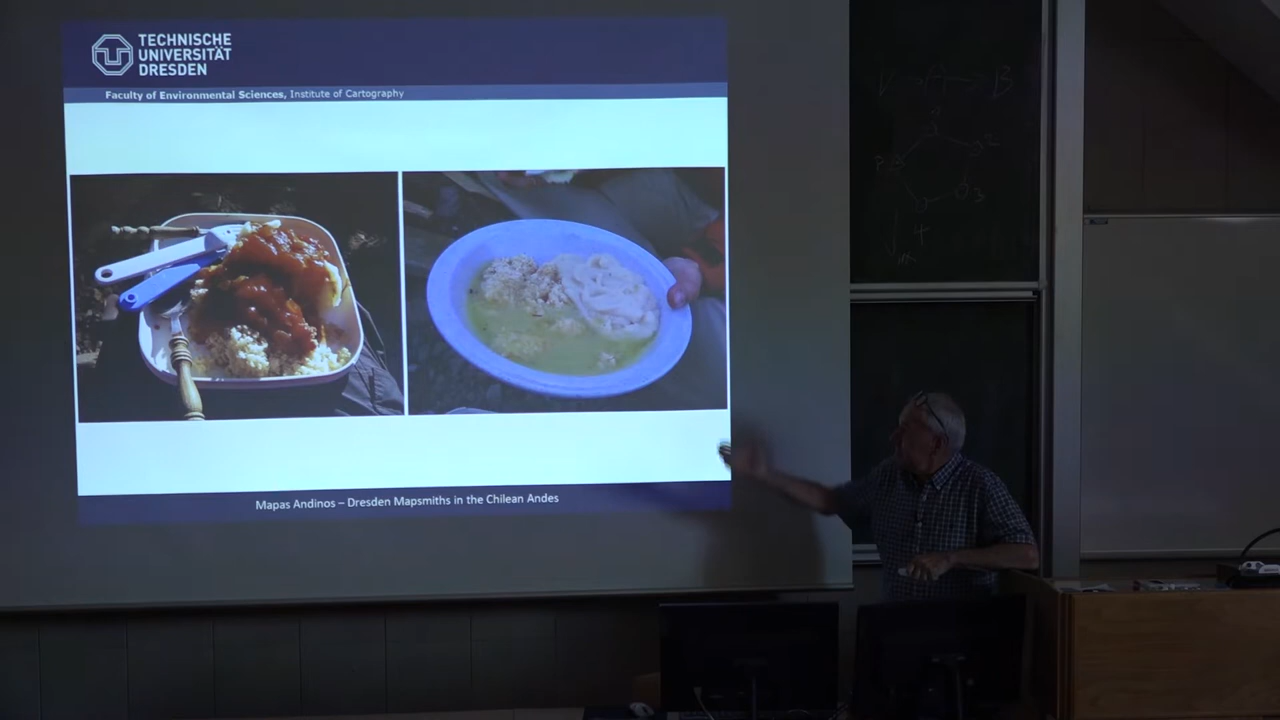 TECHNISCHE
UNIVERSITÄT
DRESDEN
Faculty of Environmental Sciences, Institute of Cartography
Mapas Andinos – Dresden Mapsmiths in the Chilean Andes